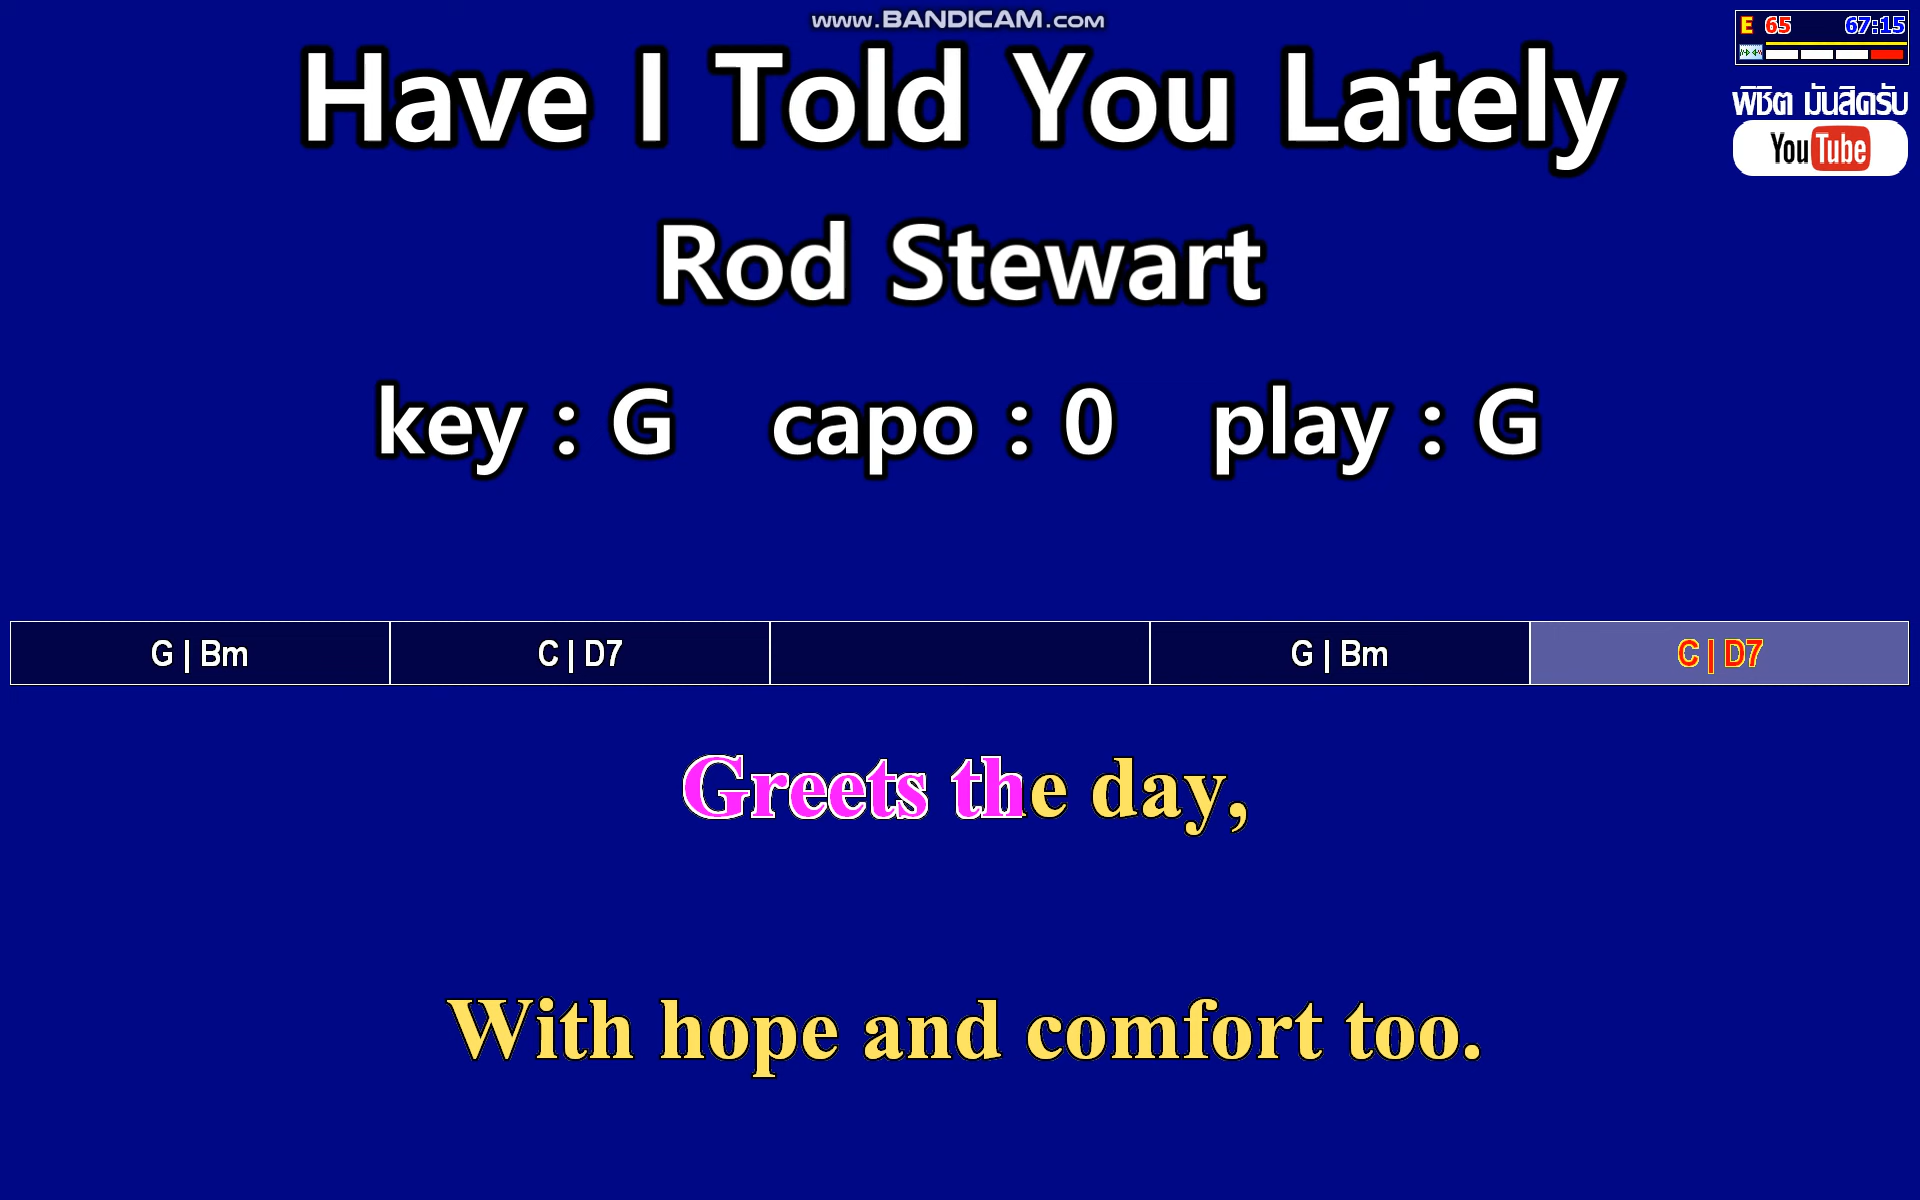 www.BANDICAM.com
E 65 67:15
Have I Told You Lately
พิชิต มันสิครับ
YouTube
Rod Stewart
key : G capo : 0 play : G
G | Bm C | D7 G | Bm C | D7
Greets the day,
With hope and comfort too.